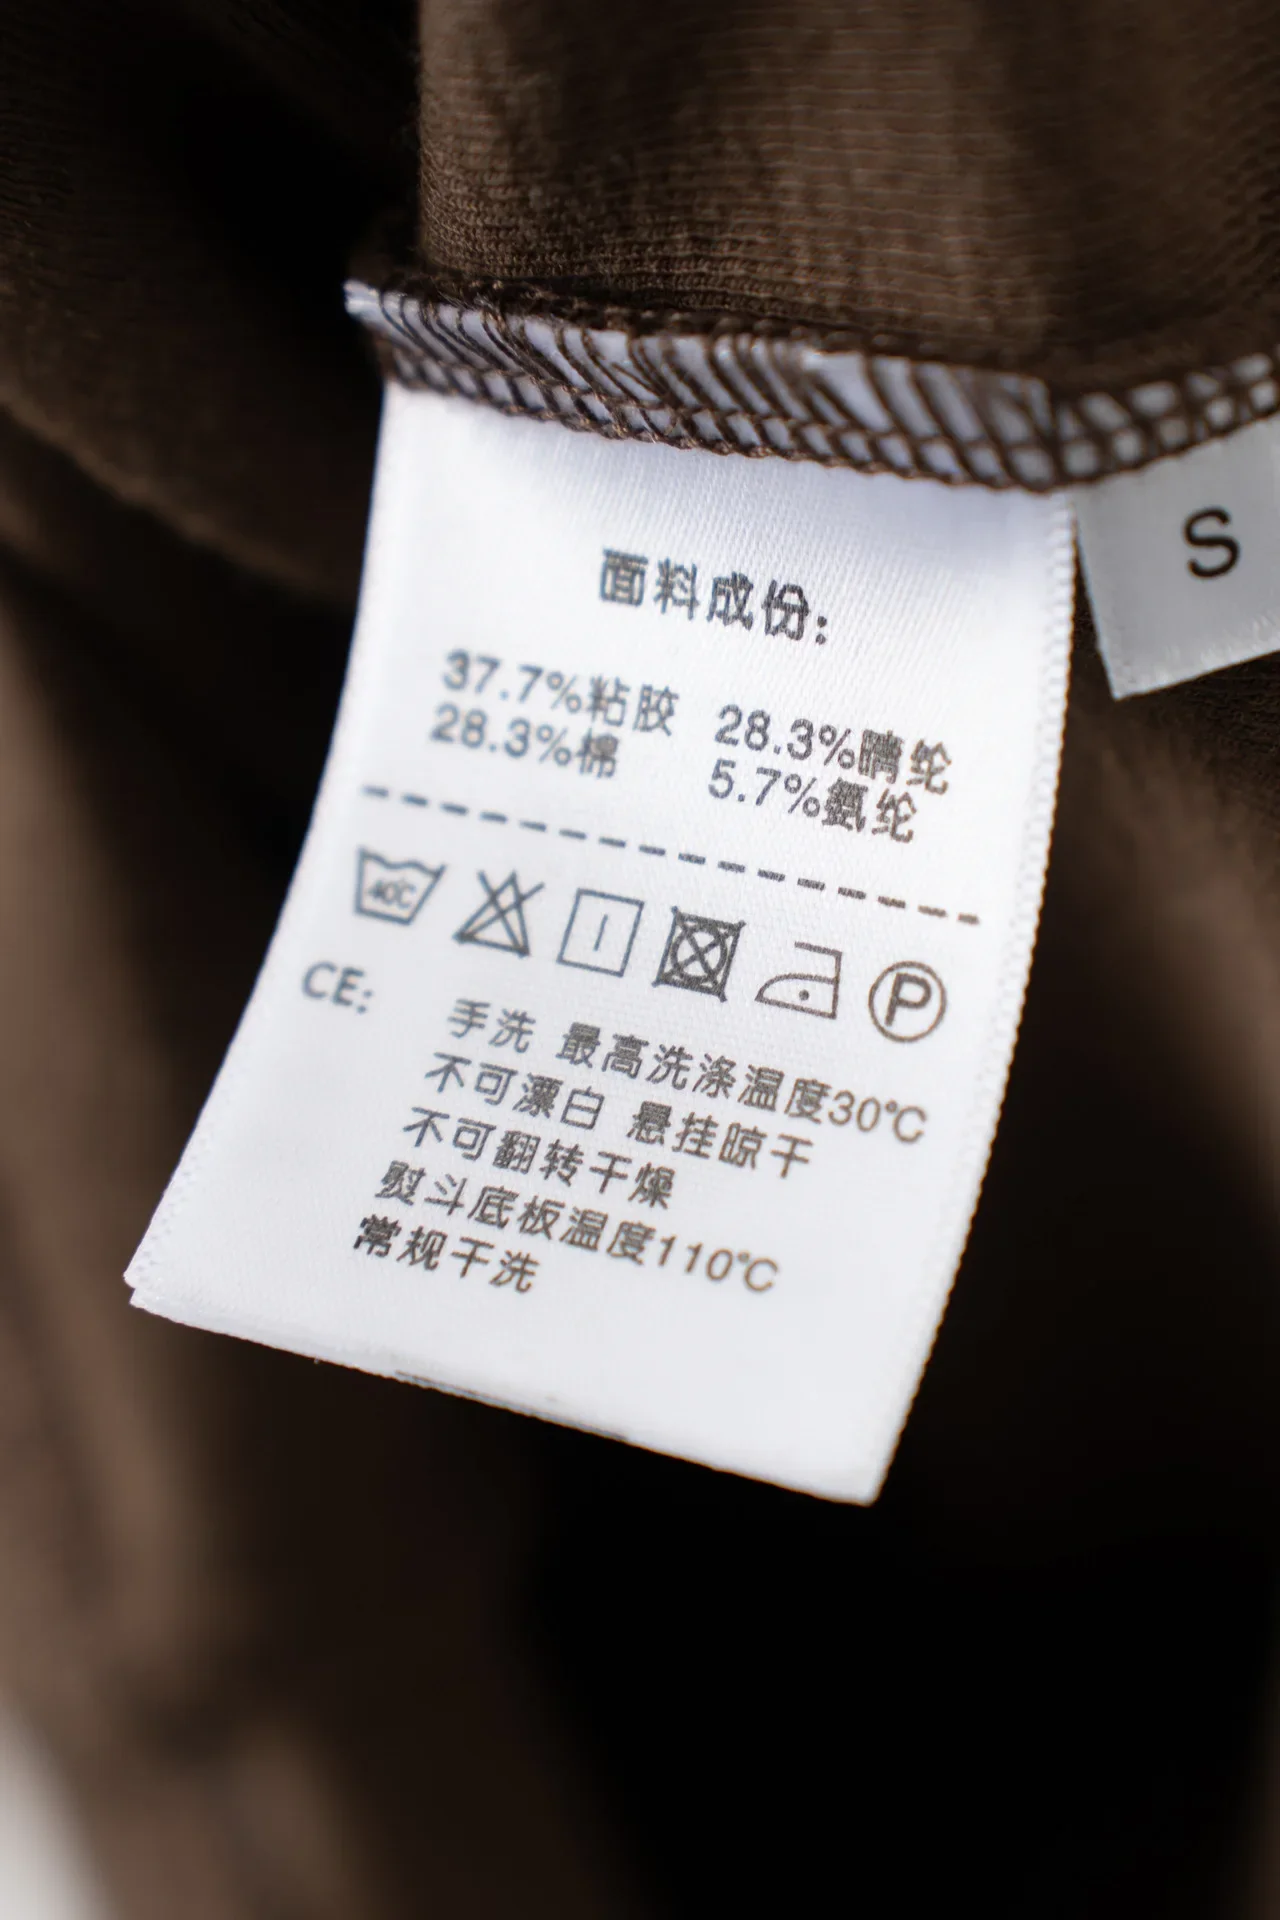 S
面料成份:
37.7%粘胶 28.3%腈纶
28.3%棉 5.7%氨纶
40℃
P
CE:
手洗 最高洗涤温度30℃
不可漂白 悬挂晾干
不可翻转干燥
熨斗底板温度110℃
常规干洗